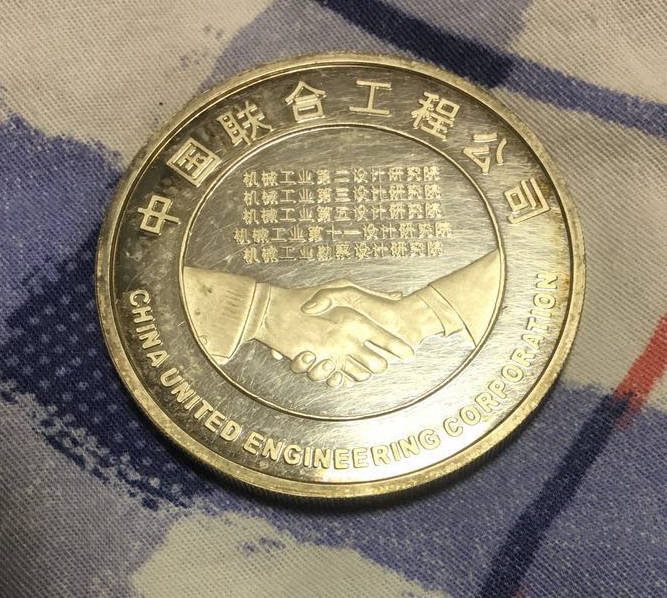 中国联合工程公司
机械工业第二设计研究院
机械工业第三设计研究院
机械工业第五设计研究院
机械工业第十一设计研究院
机械工业勘察设计研究院
CHINA UNITED ENGINEERING CORPORATION